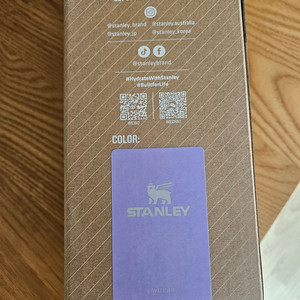 @stanley_brand @stanley.australia
@stanley_jp @stanley_korea
@stanleybrand
#HydrateWithStanley
@BuiltforLife
COLOR:
STANLEY